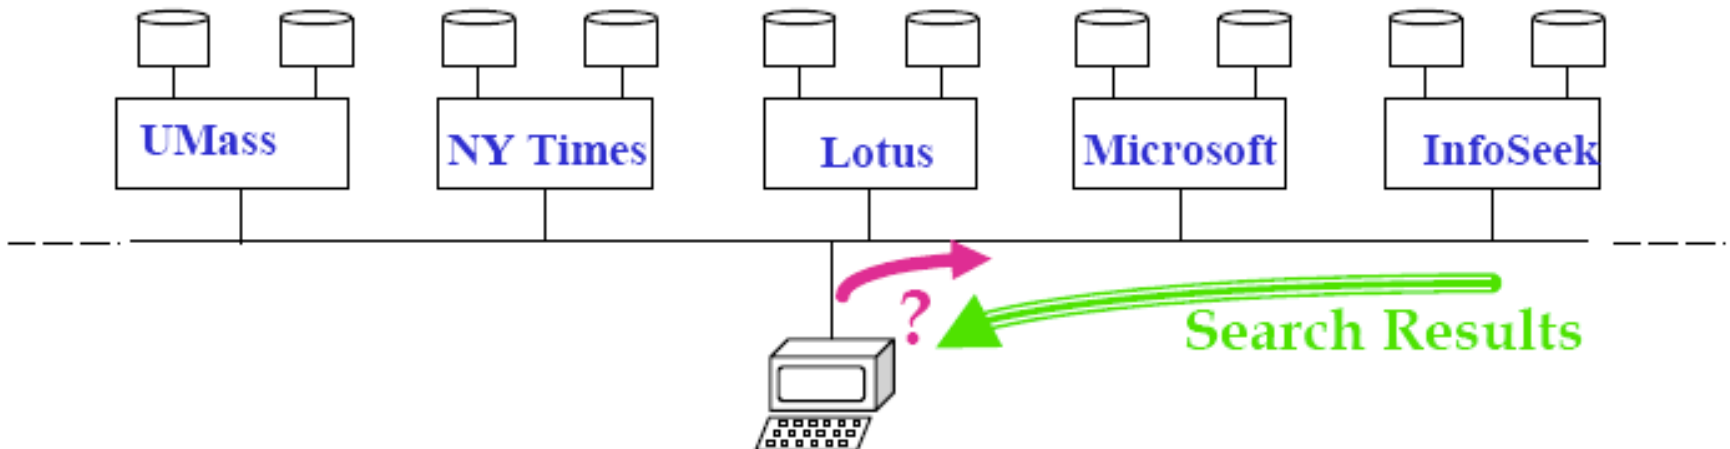 UMass
NY Times
Lotus
Microsoft
InfoSeek
?
Search Results